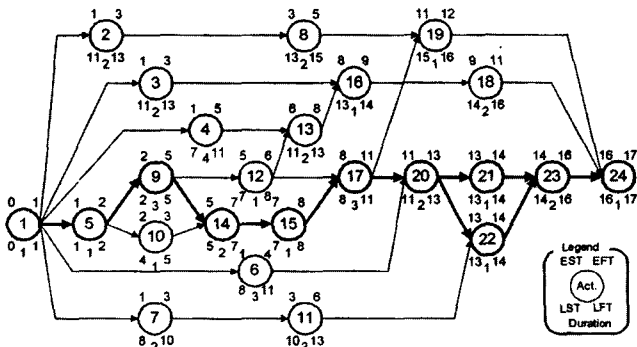 1 3
2
11 2 13
3 5
8
13 2 15
11 12
19
15 1 16
1 3
3
11 2 13
8 9
16
13 1 14
9 11
18
14 2 16
1 5
4
7 4 11
6 8
13
11 2 13
0 1
1
0 1 1
1 2
5
1 1 2
2 5
9
2 3 5
5 6
12
7 1 8
8 11
17
8 3 11
11 13
20
11 2 13
13 14
21
13 1 14
14 16
23
14 2 16
16 17
24
16 1 17
2 3
10
4 1 5
5 7
14
5 2 7
7 8
15
7 1 8
13 14
22
13 1 14
1 4
6
8 3 11
1 3
7
8 2 10
3 6
11
10 3 13
Legend
EST EFT
Act.
LST LFT
Duration